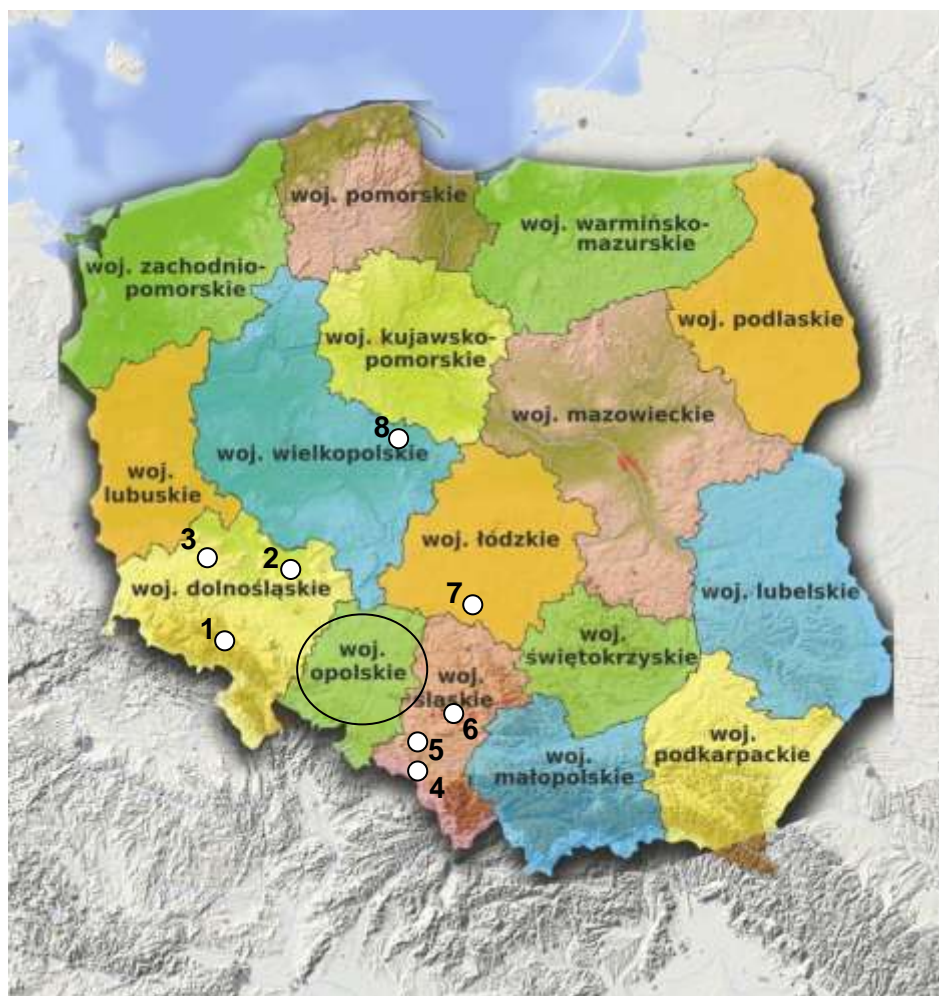 woj. pomorskie
woj. warmińsko-
mazurskie
woj. zachodnio-
pomorskie
woj. podlaskie
woj. kujawsko-
pomorskie
woj. mazowieckie
8
woj. wielkopolskie
woj.
lubuskie
woj. łódzkie
3
2
woj. dolnośląskie
7
woj. lubelskie
1
woj.
opolskie
woj.
świętokrzyskie
woj.
śląskie
6
5
4
woj.
małopolskie
woj.
podkarpackie